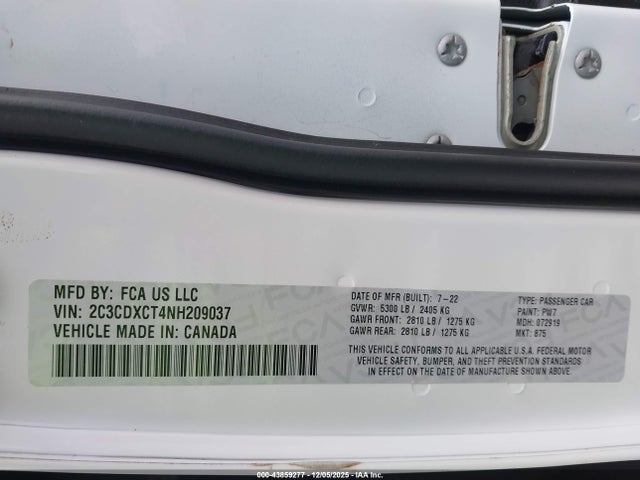 MFD BY: FCA US LLC
VIN: 2C3CDXCT4NH209037
VEHICLE MADE IN: CANADA
DATE OF MFR (BUILT): 7-22
GVWR: 5300 LB / 2405 KG
GAWR FRONT: 2810 LB / 1275 KG
GAWR REAR: 2810 LB / 1275 KG
TYPE: PASSENGER CAR
PAINT: PW7
MDH: 072919
MKT: 875
THIS VEHICLE CONFORMS TO ALL APPLICABLE U.S.A. FEDERAL MOTOR
VEHICLE SAFETY, BUMPER, AND THEFT PREVENTION STANDARDS
IN EFFECT ON THE DATE OF MANUFACTURE SHOWN ABOVE.
000-43859277 - 12/05/2025 - IAA Inc.